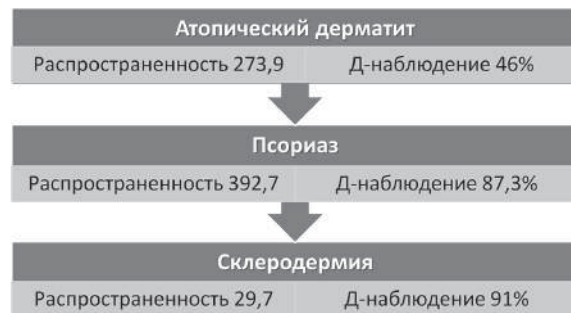 Атопический дерматит
Распространенность 273,9 Д-наблюдение 46%
Псориаз
Распространенность 392,7 Д-наблюдение 87,3%
Склеродермия
Распространенность 29,7 Д-наблюдение 91%